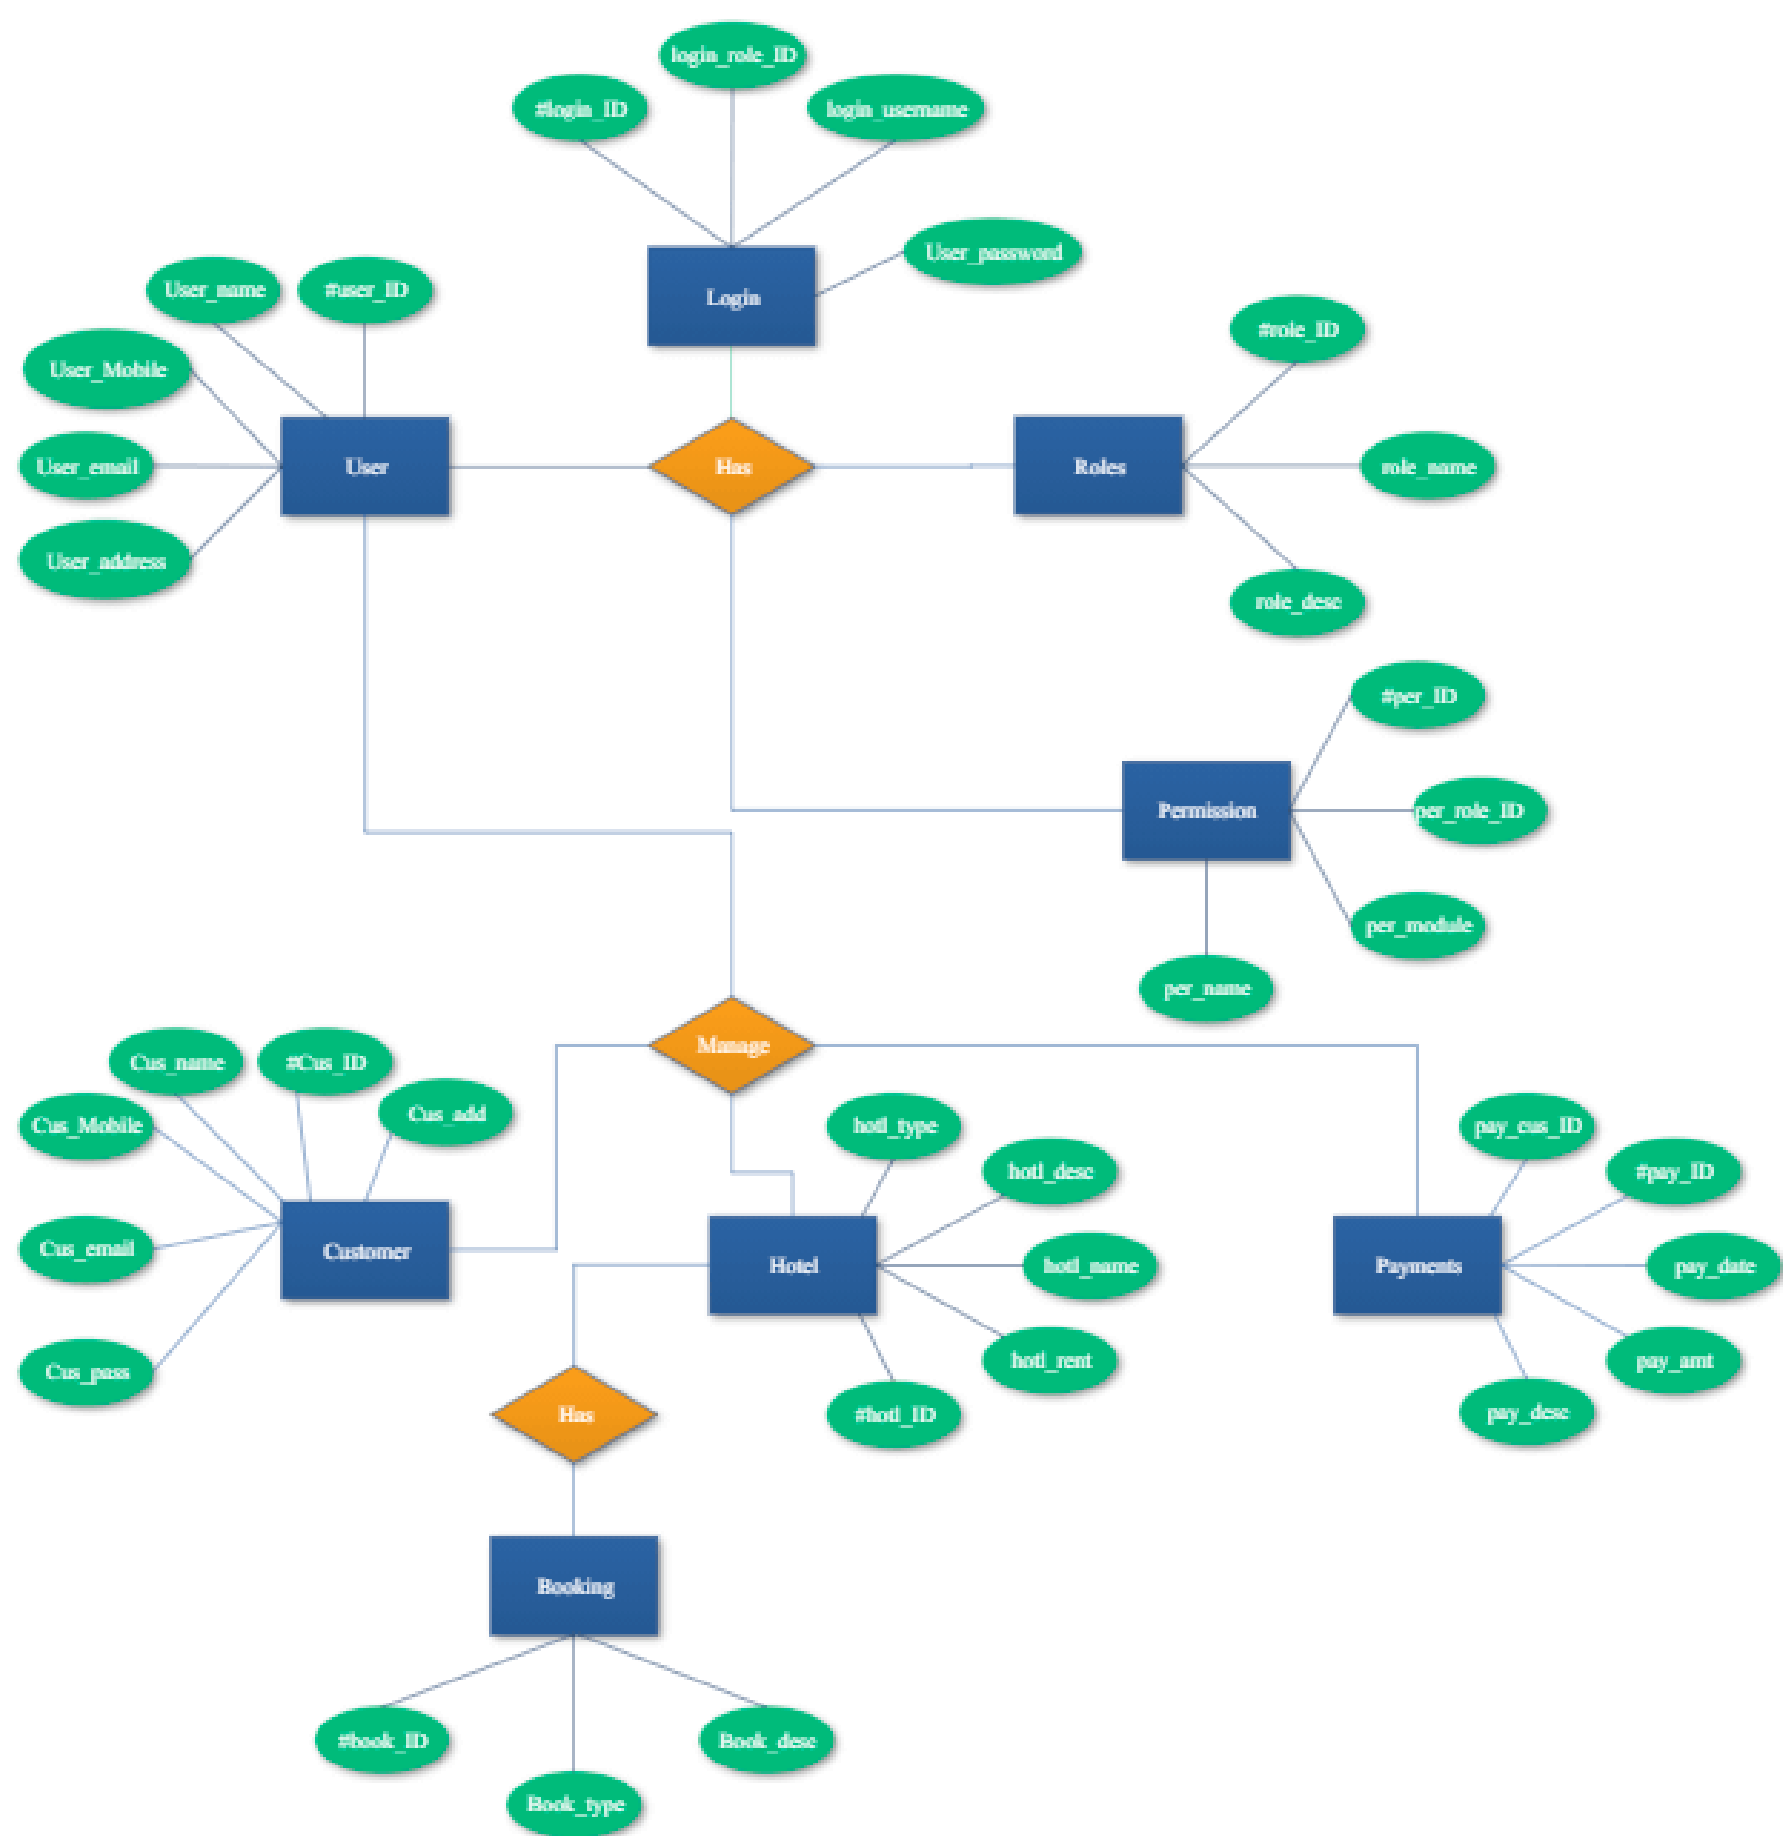 login_role_ID
#login_ID
login_username
User_password
Login
User_name
#user_ID
#role_ID
User_Mobile
User_email
User
Has
Roles
role_name
User_address
role_desc
#per_ID
Permission
per_role_ID
per_module
per_name
Manage
Cus_name
#Cus_ID
Cus_add
Cus_Mobile
hotl_type
pay_cus_ID
hotl_desc
#pay_ID
Cus_email
Customer
Hotel
hotl_name
Payments
pay_date
Cus_pass
hotl_rent
pay_amt
Has
#hotl_ID
pay_desc
Booking
#book_ID
Book_desc
Book_type